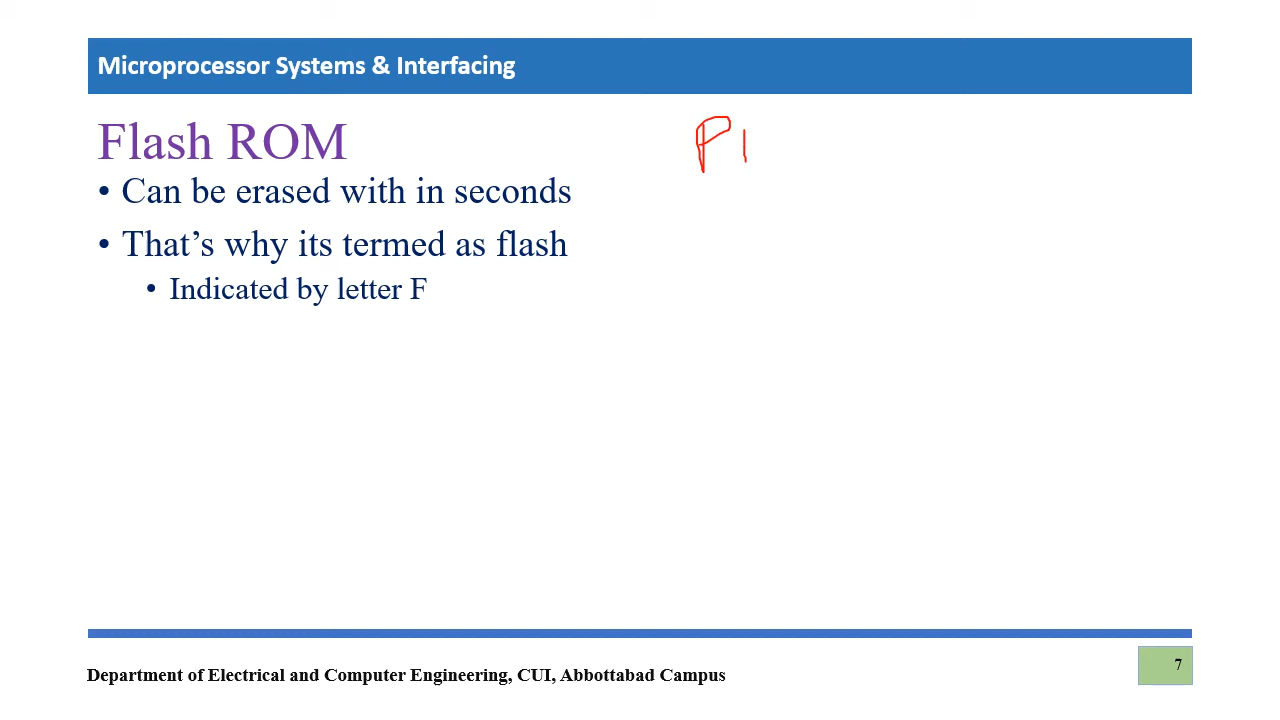 Microprocessor Systems & Interfacing
Flash ROM
PI
• Can be erased with in seconds
• That’s why its termed as flash
• Indicated by letter F
Department of Electrical and Computer Engineering, CUI, Abbottabad Campus
7